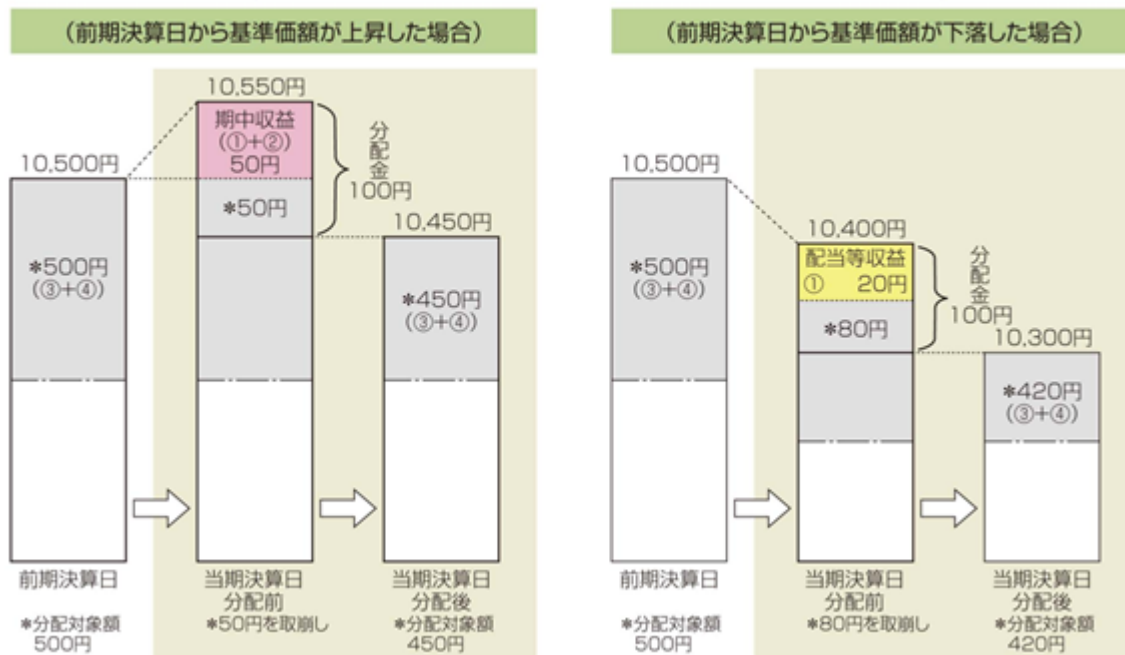 （前期決算日から基準価額が上昇した場合）
10,550円
期中収益
（①＋②）
50円
＊50円
分配金
100円
10,500円
＊500円
（③＋④）
10,450円
＊450円
（③＋④）
前期決算日
＊分配対象額
500円
当期決算日
分配前
＊50円を取崩し
当期決算日
分配後
＊分配対象額
450円
（前期決算日から基準価額が下落した場合）
10,500円
＊500円
（③＋④）
10,400円
配当等収益
① 20円
＊80円
分配金
100円
10,300円
＊420円
（③＋④）
前期決算日
＊分配対象額
500円
当期決算日
分配前
＊80円を取崩し
当期決算日
分配後
＊分配対象額
420円